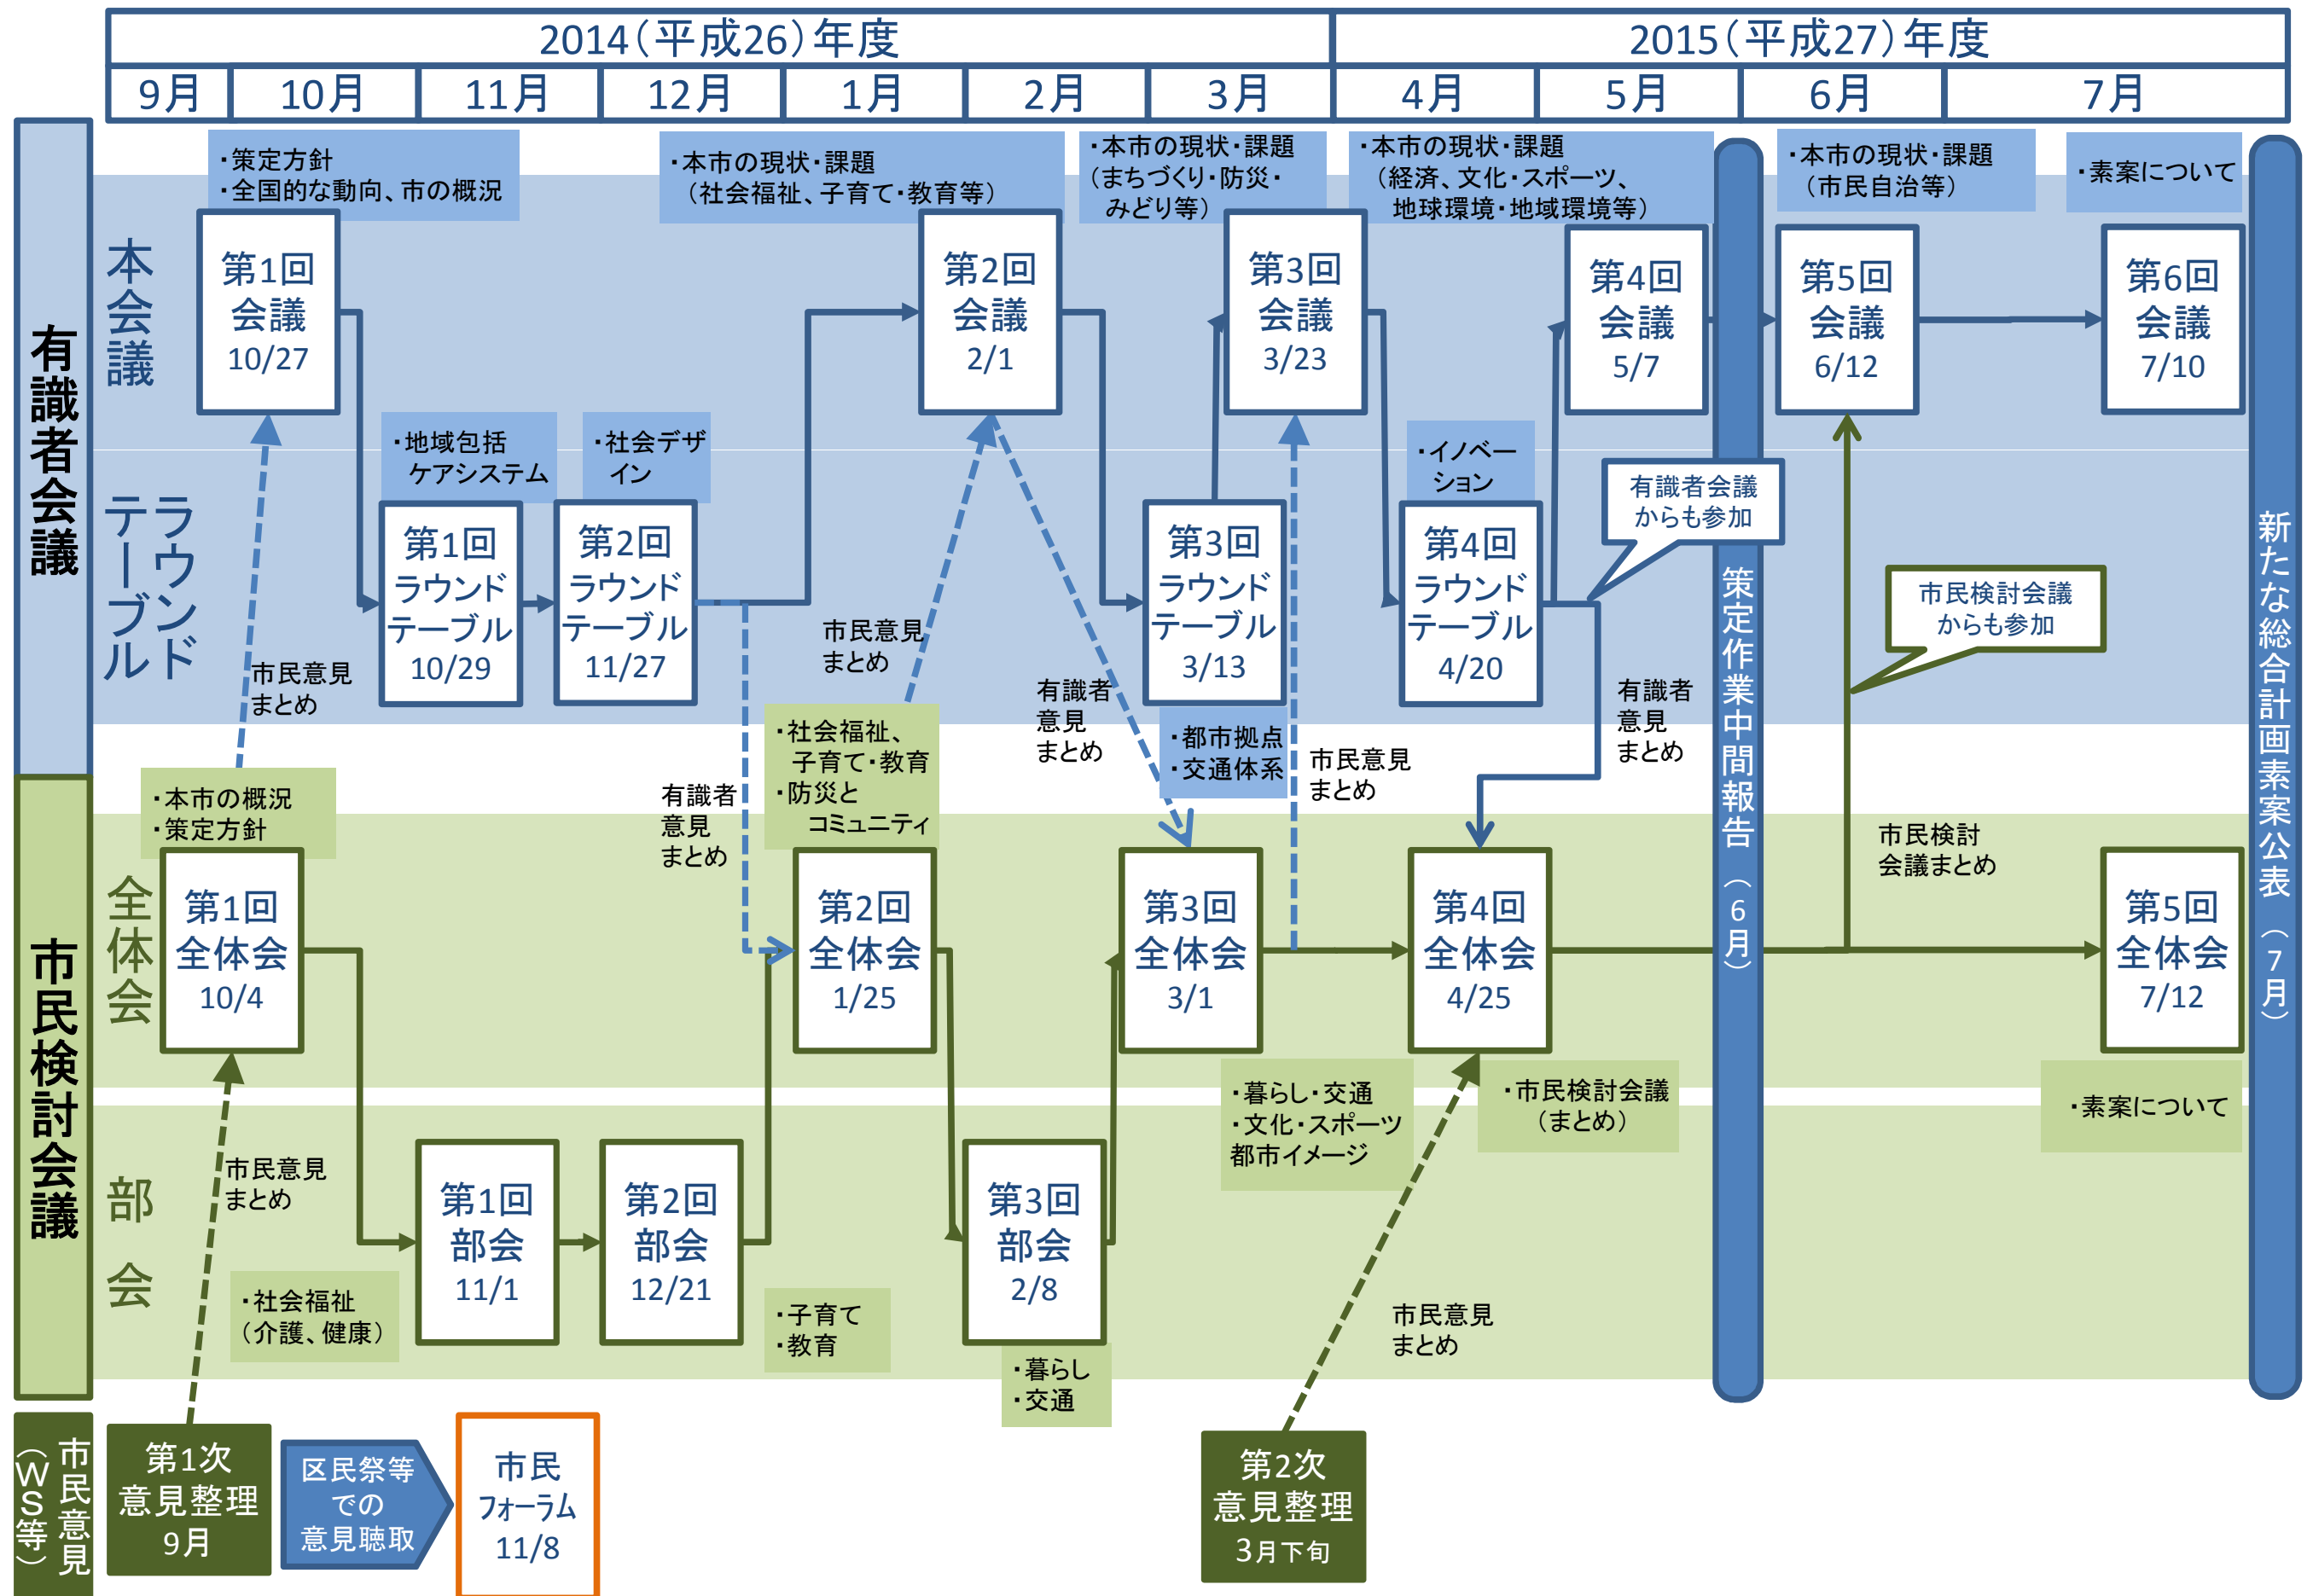 2014（平成26）年度
2015（平成27）年度
9月
10月
11月
12月
1月
2月
3月
4月
5月
6月
7月
有識者会議
本会議
・策定方針
・全国的な動向、市の概況
第1回
会議
10/27
・本市の現状・課題
（社会福祉、子育て・教育等）
第2回
会議
2/1
・本市の現状・課題
（まちづくり・防災・
みどり等）
第3回
会議
3/23
・本市の現状・課題
（経済、文化・スポーツ、
地球環境・地域環境等）
第4回
会議
5/7
・本市の現状・課題
（市民自治等）
第5回
会議
6/12
・素案について
第6回
会議
7/10
ラウンド
テーブル
・地域包括
ケアシステム
第1回
ラウンド
テーブル
10/29
・社会デザ
イン
第2回
ラウンド
テーブル
11/27
第3回
ラウンド
テーブル
3/13
・都市拠点
・交通体系
・イノベー
ション
第4回
ラウンド
テーブル
4/20
有識者会議
からも参加
市民検討会議
からも参加
市民意見
まとめ
有識者
意見
まとめ
市民意見
まとめ
有識者
意見
まとめ
市民意見
まとめ
有識者
意見
まとめ
市民検討
会議まとめ
策定作業中間報告（6月）
新たな総合計画素案公表（7月）
市民検討会議
全体会
・本市の概況
・策定方針
第1回
全体会
10/4
・社会福祉、
子育て・教育
・防災と
コミュニティ
第2回
全体会
1/25
第3回
全体会
3/1
・暮らし・交通
・文化・スポーツ
都市イメージ
第4回
全体会
4/25
・市民検討会議
（まとめ）
第5回
全体会
7/12
・素案について
部会
市民意見
まとめ
・社会福祉
（介護、健康）
第1回
部会
11/1
第2回
部会
12/21
・子育て
・教育
第3回
部会
2/8
・暮らし
・交通
市民意見
まとめ
市民意見
（WS等）
第1次
意見整理
9月
区民祭等
での
意見聴取
市民
フォーラム
11/8
第2次
意見整理
3月下旬